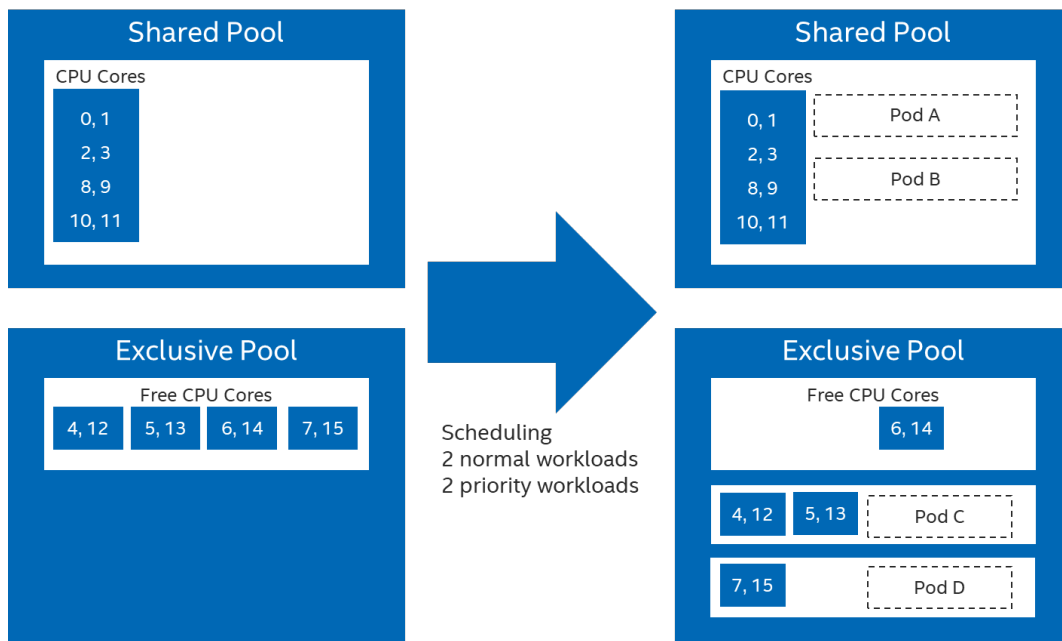 Shared Pool
CPU Cores
0, 1
2, 3
8, 9
10, 11
Exclusive Pool
Free CPU Cores
4, 12
5, 13
6, 14
7, 15
Scheduling
2 normal workloads
2 priority workloads
Shared Pool
CPU Cores
0, 1
2, 3
8, 9
10, 11
Pod A
Pod B
Exclusive Pool
Free CPU Cores
6, 14
4, 12
5, 13
Pod C
7, 15
Pod D